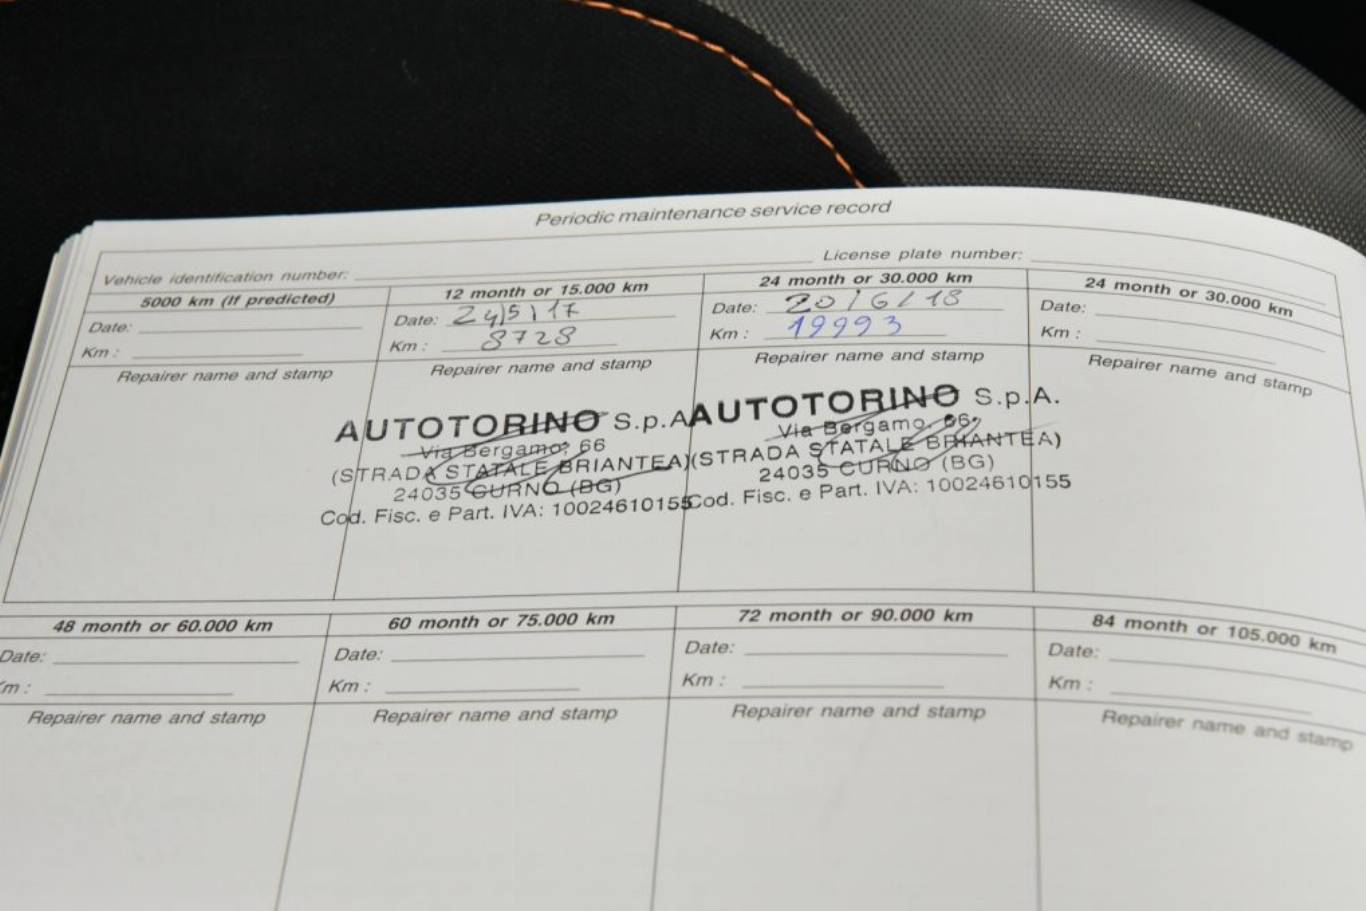 Periodic maintenance service record
Vehicle identification number:
License plate number:
5000 km (If predicted)
Date:
Km :
Repairer name and stamp
12 month or 15.000 km
Date: 24/5/17
Km : 8728
Repairer name and stamp
AUTOTORINO S.p.A
Via Bergamo, 66
(STRADA STATALE BRIANTEA)
24035 CURNO (BG)
Cod. Fisc. e Part. IVA: 10024610155
24 month or 30.000 km
Date: 20/6/18
Km : 19993
Repairer name and stamp
AUTOTORINO S.p.A.
Via Bergamo, 66
(STRADA STATALE BRIANTEA)
24035 CURNO (BG)
Cod. Fisc. e Part. IVA: 10024610155
24 month or 30.000 km
Date:
Km :
Repairer name and stamp
48 month or 60.000 km
Date:
Km :
Repairer name and stamp
60 month or 75.000 km
Date:
Km :
Repairer name and stamp
72 month or 90.000 km
Date:
Km :
Repairer name and stamp
84 month or 105.000 km
Date:
Km :
Repairer name and stamp